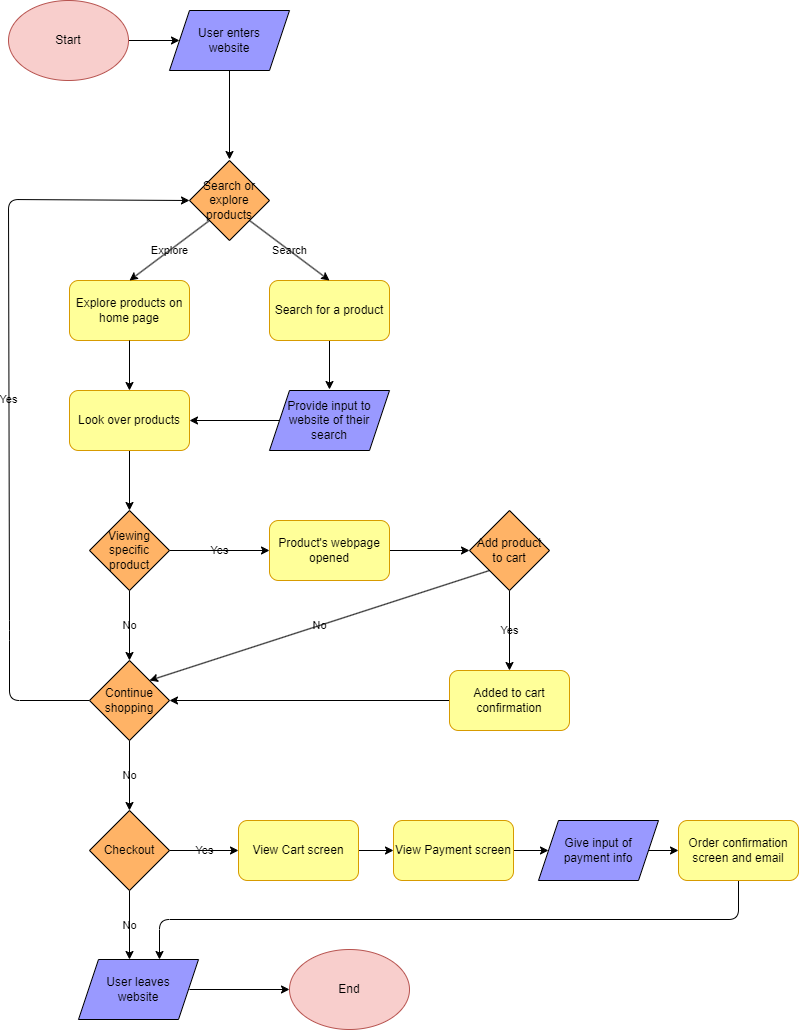 Start
User enters
website
Search or
explore
products
Explore
Search
Explore products on
home page
Search for a product
Yes
Look over products
Provide input to
website of their
search
Viewing
specific
product
Yes
Product's webpage
opened
Add product
to cart
No
No
Yes
Continue
shopping
Added to cart
confirmation
No
Checkout
Yes
View Cart screen
View Payment screen
Give input of
payment info
Order confirmation
screen and email
No
User leaves
website
End